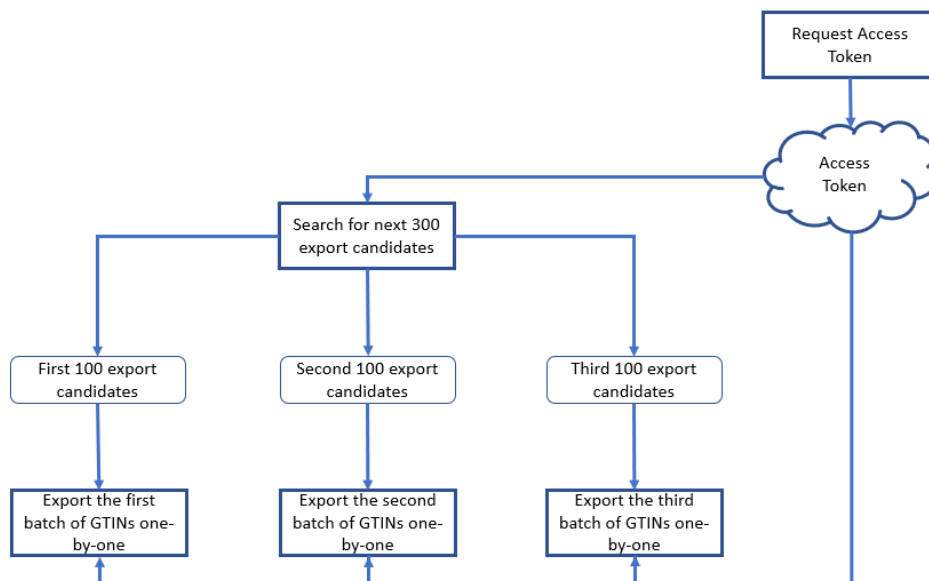 Request Access
Token
Access
Token
Search for next 300
export candidates
First 100 export
candidates
Second 100 export
candidates
Third 100 export
candidates
Export the first
batch of GTINs one-
by-one
Export the second
batch of GTINs one-
by-one
Export the third
batch of GTINs one-
by-one